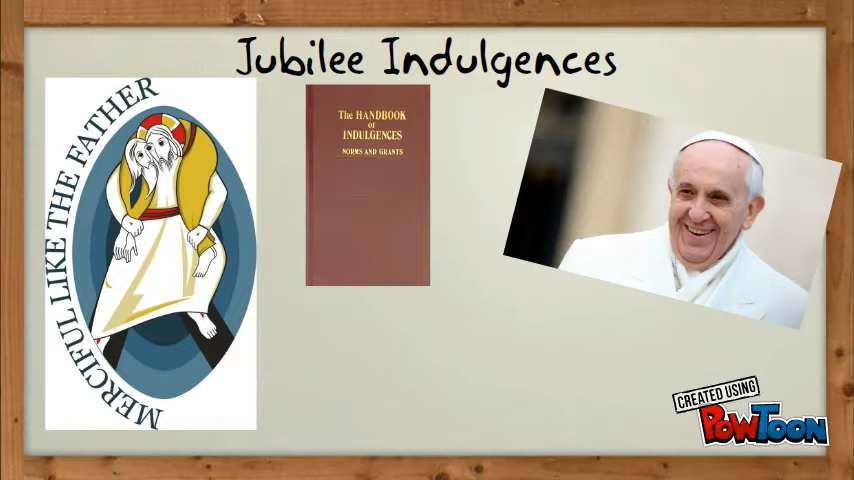 Jubilee Indulgences
MERCIFUL LIKE THE FATHER
The HANDBOOK
OF
INDULGENCES
NORMS AND GRANTS
CREATED USING
POWTOON